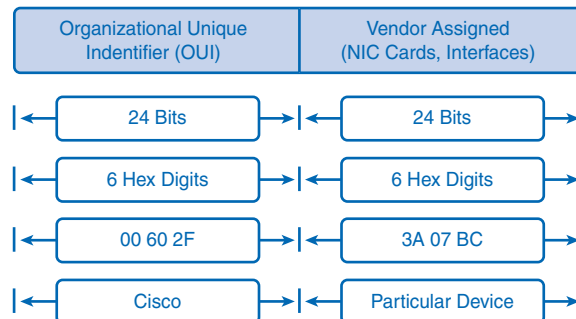 Organizational Unique
Indentifier (OUI)
Vendor Assigned
(NIC Cards, Interfaces)
24 Bits
24 Bits
6 Hex Digits
6 Hex Digits
00 60 2F
3A 07 BC
Cisco
Particular Device